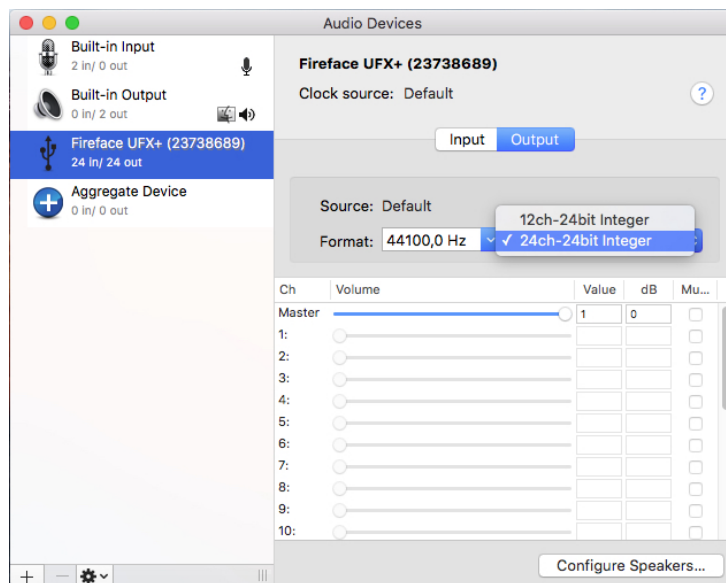 Audio Devices
Built-in Input
2 in/ 0 out
Built-in Output
0 in/ 2 out
Fireface UFX+ (23738689)
24 in/ 24 out
Aggregate Device
0 in/ 0 out
Fireface UFX+ (23738689)
Clock source: Default
?
Input Output
Source: Default
12ch-24bit Integer
Format: 44100,0 Hz ✓ 24ch-24bit Integer
Ch Volume Value dB Mu...
Master 1 0
1:
2:
3:
4:
5:
6:
7:
8:
9:
10:
Configure Speakers...